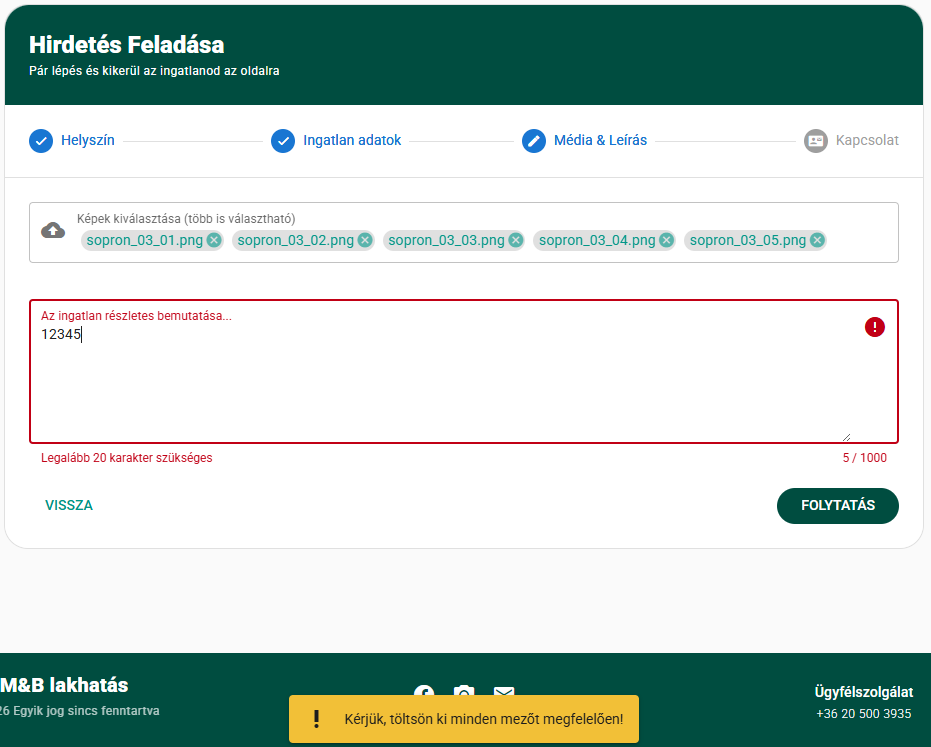 Hirdetés Feladása
Pár lépés és kikerül az ingatlanod az oldalra
Helyszín
Ingatlan adatok
Média & Leírás
Kapcsolat
Képek kiválasztása (több is választható)
sopron_03_01.png sopron_03_02.png sopron_03_03.png sopron_03_04.png sopron_03_05.png
Az ingatlan részletes bemutatása...
12345
Legalább 20 karakter szükséges
5 / 1000
VISSZA
FOLYTATÁS
M&B lakhatás
26 Egyik jog sincs fenntartva
Ügyfélszolgálat
+36 20 500 3935
Kérjük, töltsön ki minden mezőt megfelelően!